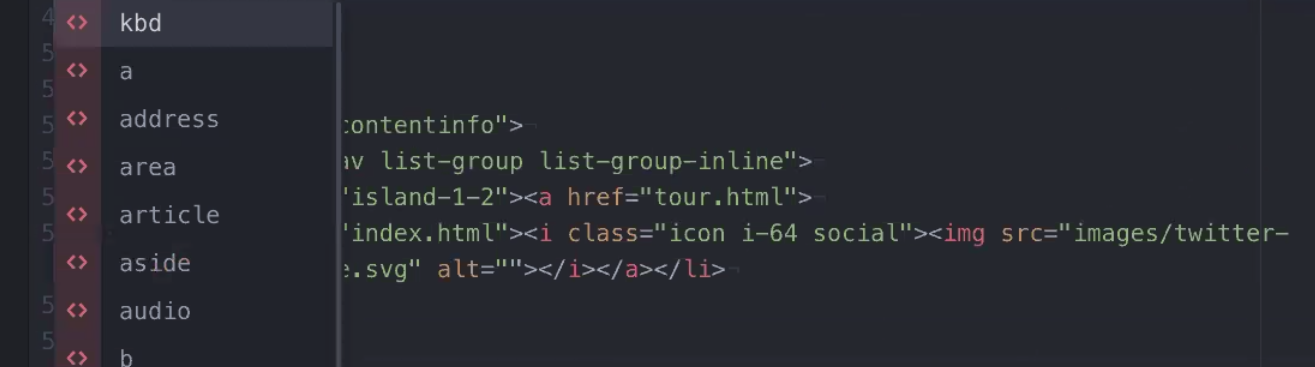 kbd
a
address
area
article
aside
audio
b
contentinfo">
av list-group list-group-inline">
"island-1-2"><a href="tour.html">
"index.html"><i class="icon i-64 social"><img src="images/twitter-
e.svg" alt=""></i></a></li>
4
5
5
5
5
5
5
5
5